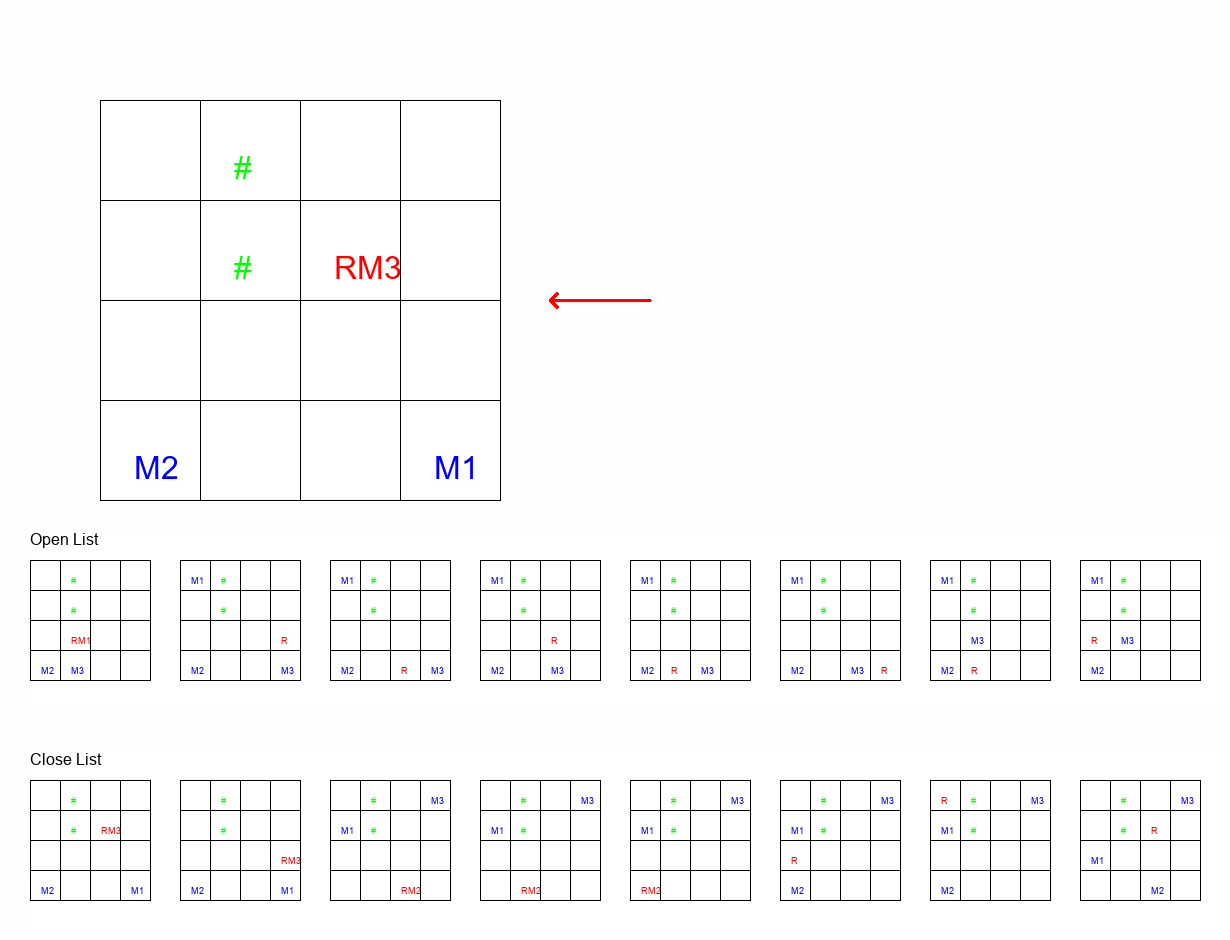 #
# RM3
M2 M1
Open List
# M1 # M1 # M1 # M1 # M1 # M1 # M1 #
# # # # # # # #
RM1 R R M3 R M3
M2 M3 M2 M3 M2 R M3 M2 M3 M2 R M3 M2 M3 R M2 R M2
Close List
# # # M3 # M3 # M3 # M3 R # M3 # M3
# RM3 # M1 # M1 # M1 # M1 # M1 # # R
RM3 R M1
M2 M1 M2 M1 RM2 RM2 RM2 M2 M2 M2